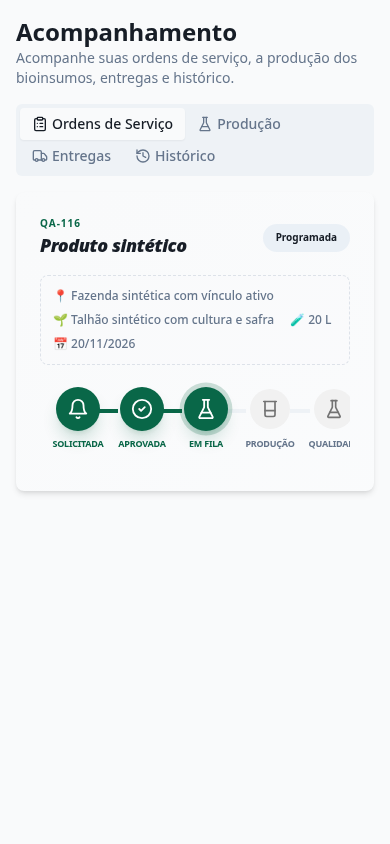 Acompanhamento
Acompanhe suas ordens de serviço, a produção dos
bioinsumos, entregas e histórico.
Ordens de Serviço
Produção
Entregas
Histórico
QA-116
Produto sintético
Programada
📍 Fazenda sintética com vínculo ativo
🌱 Talhão sintético com cultura e safra
🧪 20 L
📅 20/11/2026
SOLICITADA
APROVADA
EM FILA
PRODUÇÃO
QUALIDA